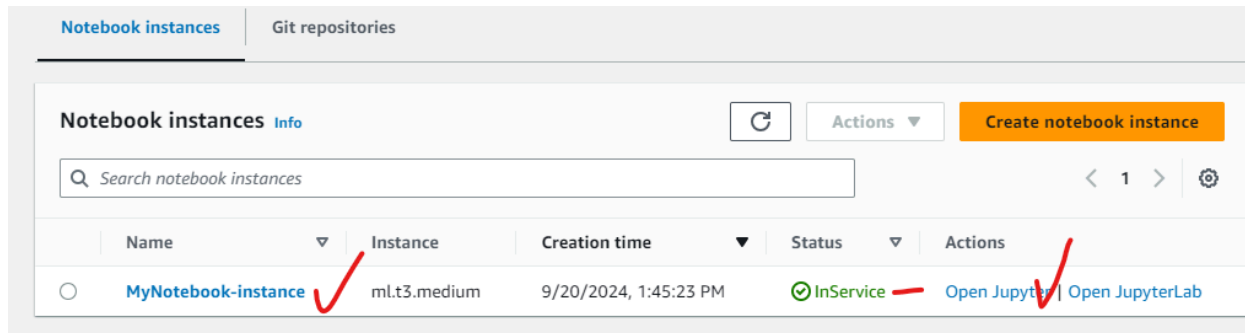 Notebook instances Git repositories
Notebook instances Info Actions Create notebook instance
Search notebook instances 1
Name Instance Creation time Status Actions
MyNotebook-instance ml.t3.medium 9/20/2024, 1:45:23 PM InService Open Jupyter | Open JupyterLab